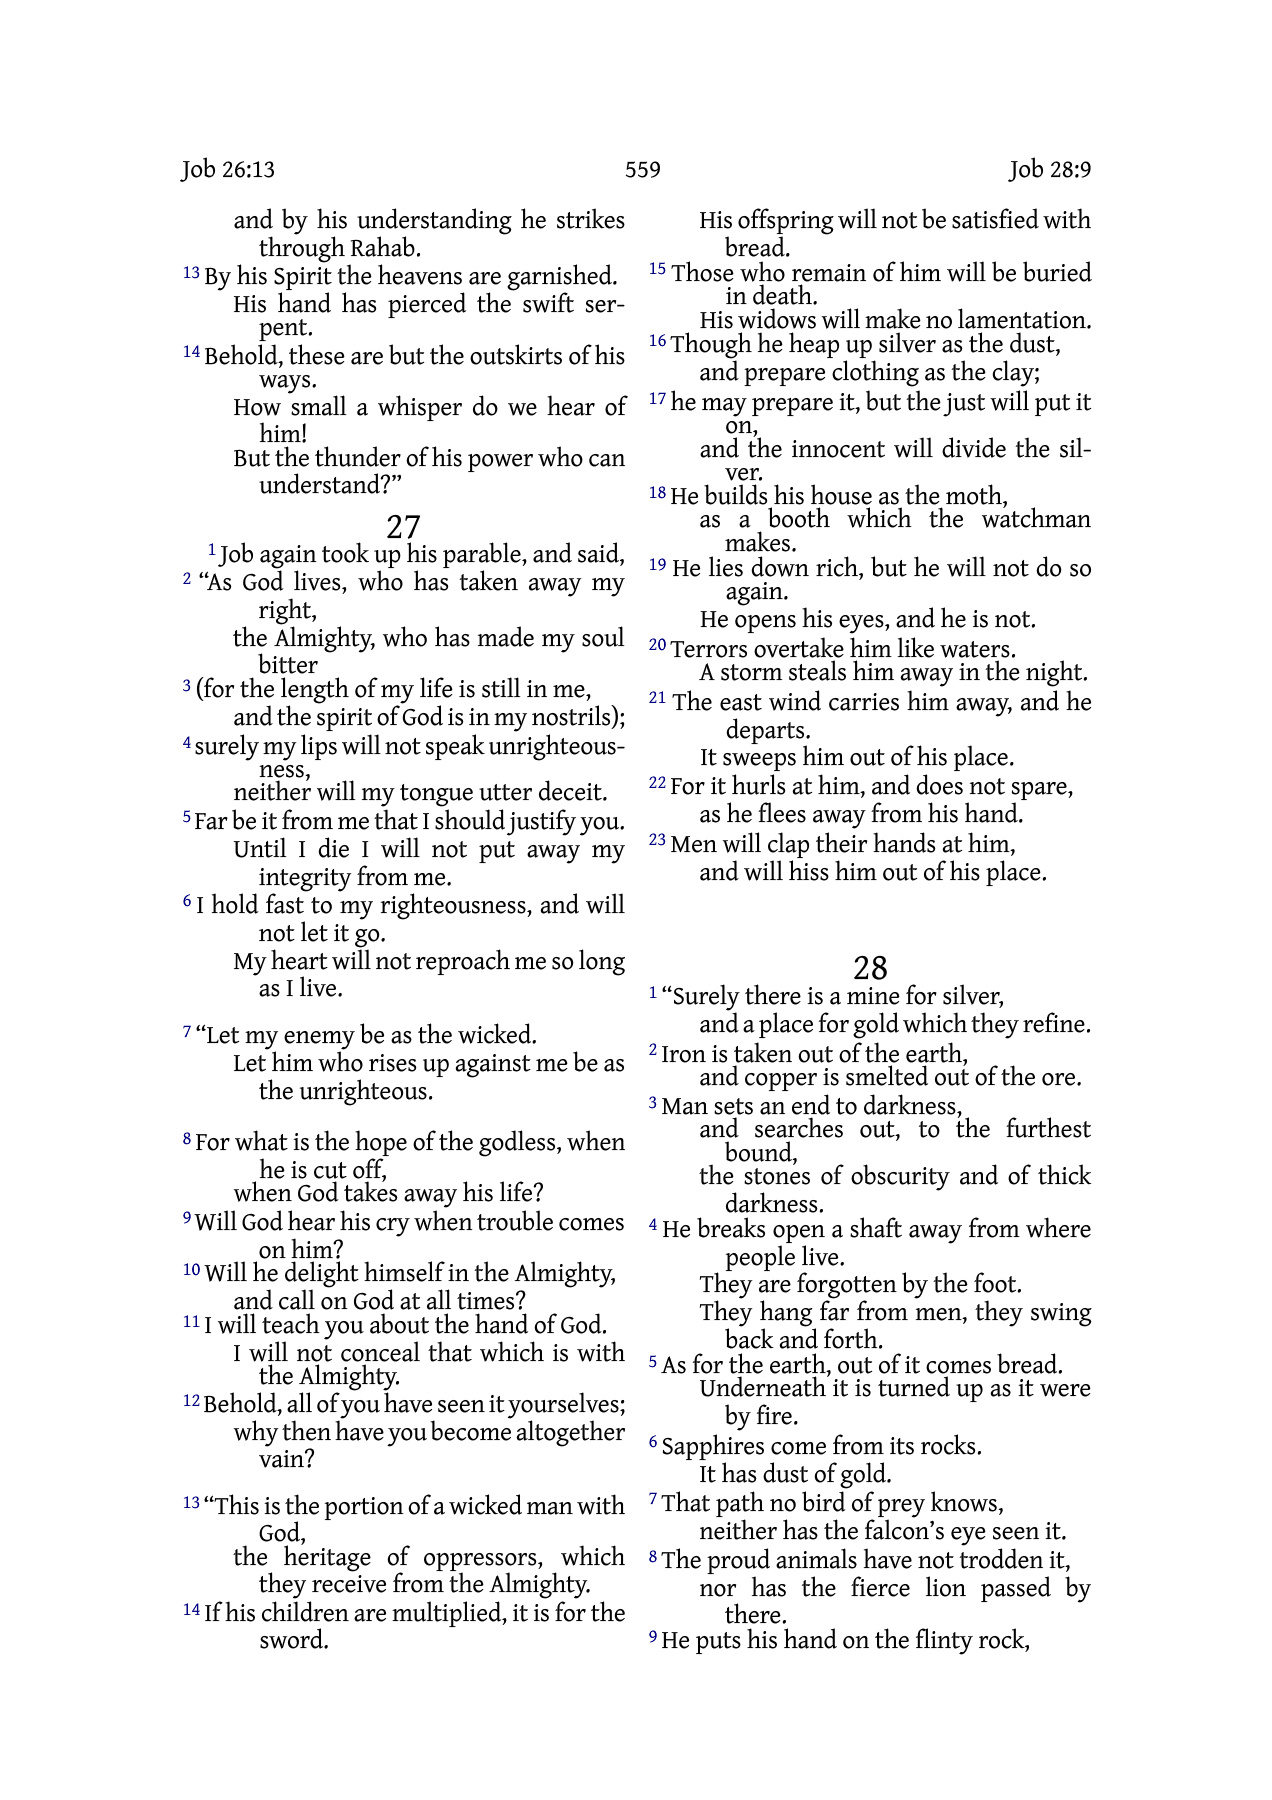 Job 26:13 559 Job 28:9
and by his understanding he strikes
through Rahab.
13 By his Spirit the heavens are garnished.
His hand has pierced the swift ser-
pent.
14 Behold, these are but the outskirts of his
ways.
How small a whisper do we hear of
him!
But the thunder of his power who can
understand?”
27
1 Job again took up his parable, and said,
2 “As God lives, who has taken away my
right,
the Almighty, who has made my soul
bitter
3 (for the length of my life is still in me,
and the spirit of God is in my nostrils);
4 surely my lips will not speak unrighteous-
ness,
neither will my tongue utter deceit.
5 Far be it from me that I should justify you.
Until I die I will not put away my
integrity from me.
6 I hold fast to my righteousness, and will
not let it go.
My heart will not reproach me so long
as I live.
7 “Let my enemy be as the wicked.
Let him who rises up against me be as
the unrighteous.
8 For what is the hope of the godless, when
he is cut off,
when God takes away his life?
9 Will God hear his cry when trouble comes
on him?
10 Will he delight himself in the Almighty,
and call on God at all times?
11 I will teach you about the hand of God.
I will not conceal that which is with
the Almighty.
12 Behold, all of you have seen it yourselves;
why then have you become altogether
vain?
13 “This is the portion of a wicked man with
God,
the heritage of oppressors, which
they receive from the Almighty.
14 If his children are multiplied, it is for the
sword.
His offspring will not be satisfied with
bread.
15 Those who remain of him will be buried
in death.
His widows will make no lamentation.
16 Though he heap up silver as the dust,
and prepare clothing as the clay;
17 he may prepare it, but the just will put it
on,
and the innocent will divide the sil-
ver.
18 He builds his house as the moth,
as a booth which the watchman
makes.
19 He lies down rich, but he will not do so
again.
He opens his eyes, and he is not.
20 Terrors overtake him like waters.
A storm steals him away in the night.
21 The east wind carries him away, and he
departs.
It sweeps him out of his place.
22 For it hurls at him, and does not spare,
as he flees away from his hand.
23 Men will clap their hands at him,
and will hiss him out of his place.
28
1 “Surely there is a mine for silver,
and a place for gold which they refine.
2 Iron is taken out of the earth,
and copper is smelted out of the ore.
3 Man sets an end to darkness,
and searches out, to the furthest
bound,
the stones of obscurity and of thick
darkness.
4 He breaks open a shaft away from where
people live.
They are forgotten by the foot.
They hang far from men, they swing
back and forth.
5 As for the earth, out of it comes bread.
Underneath it is turned up as it were
by fire.
6 Sapphires come from its rocks.
It has dust of gold.
7 That path no bird of prey knows,
neither has the falcon’s eye seen it.
8 The proud animals have not trodden it,
nor has the fierce lion passed by
there.
9 He puts his hand on the flinty rock,